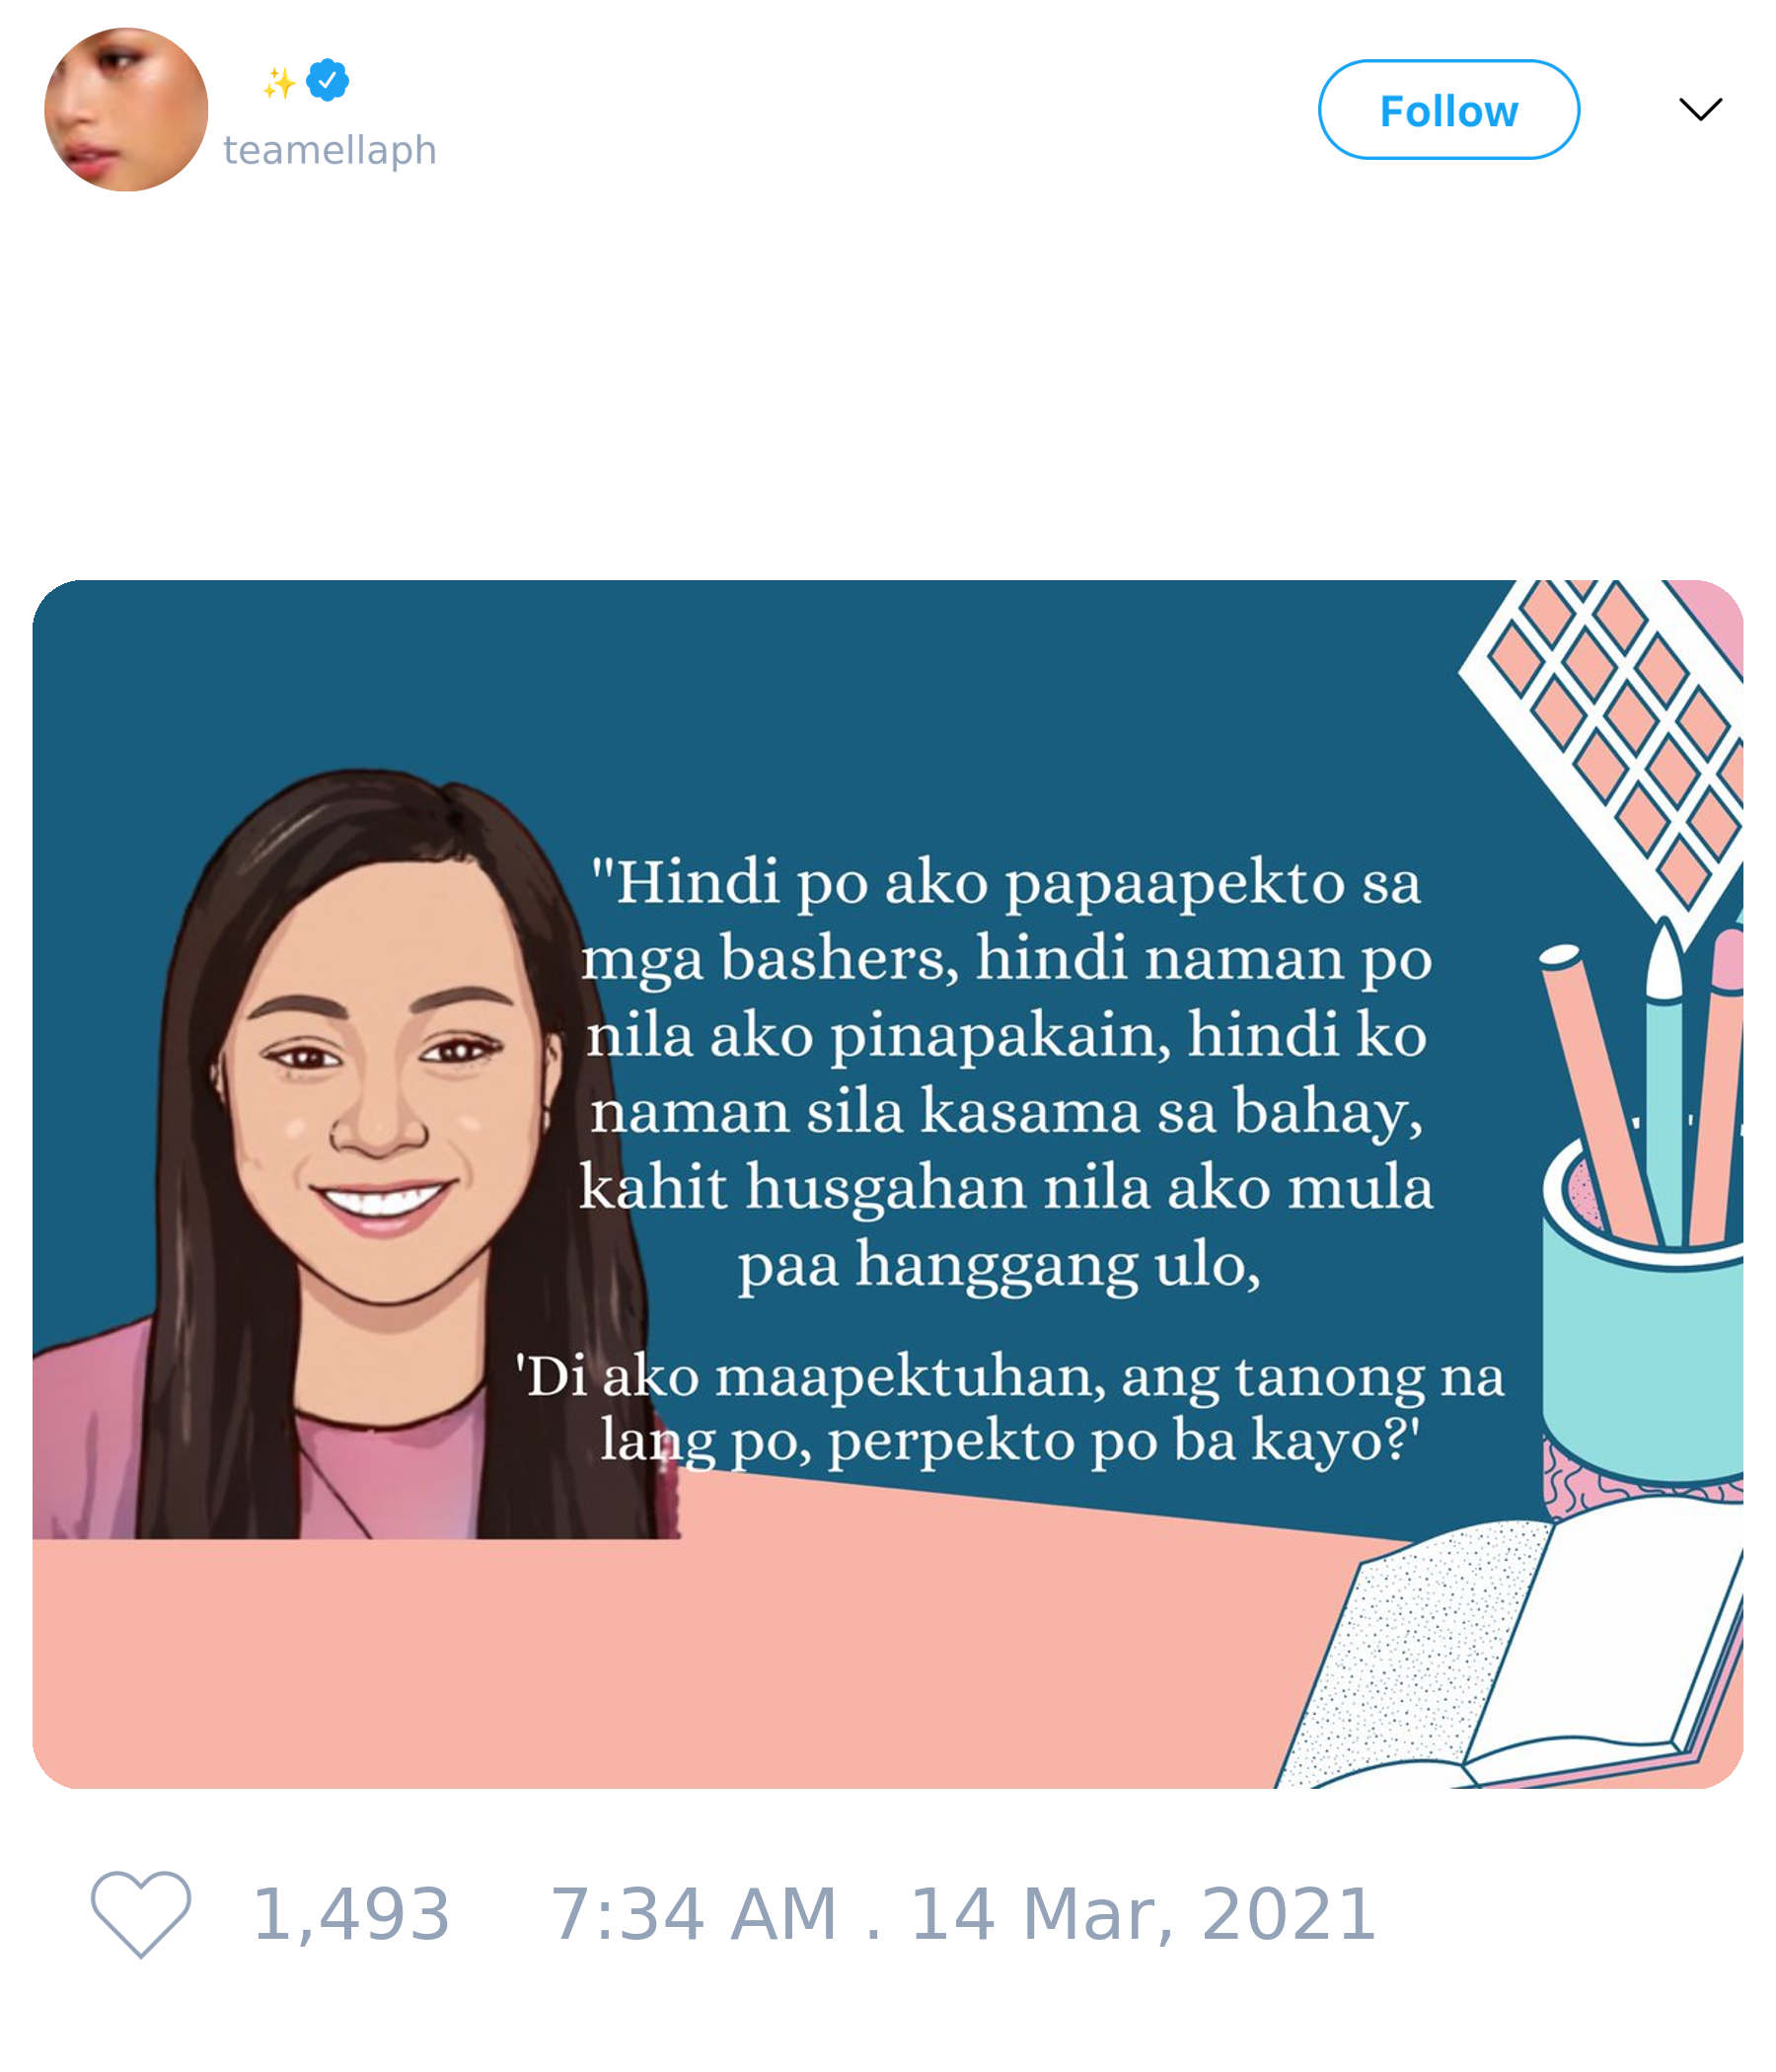 ✨
teamellaph
Follow
"Hindi po ako papaapekto sa
mga bashers, hindi naman po
nila ako pinapakain, hindi ko
naman sila kasama sa bahay,
kahit husgahan nila ako mula
paa hanggang ulo,
'Di ako maapektuhan, ang tanong na
lang po, perpekto po ba kayo?'
1,493 7:34 AM . 14 Mar, 2021